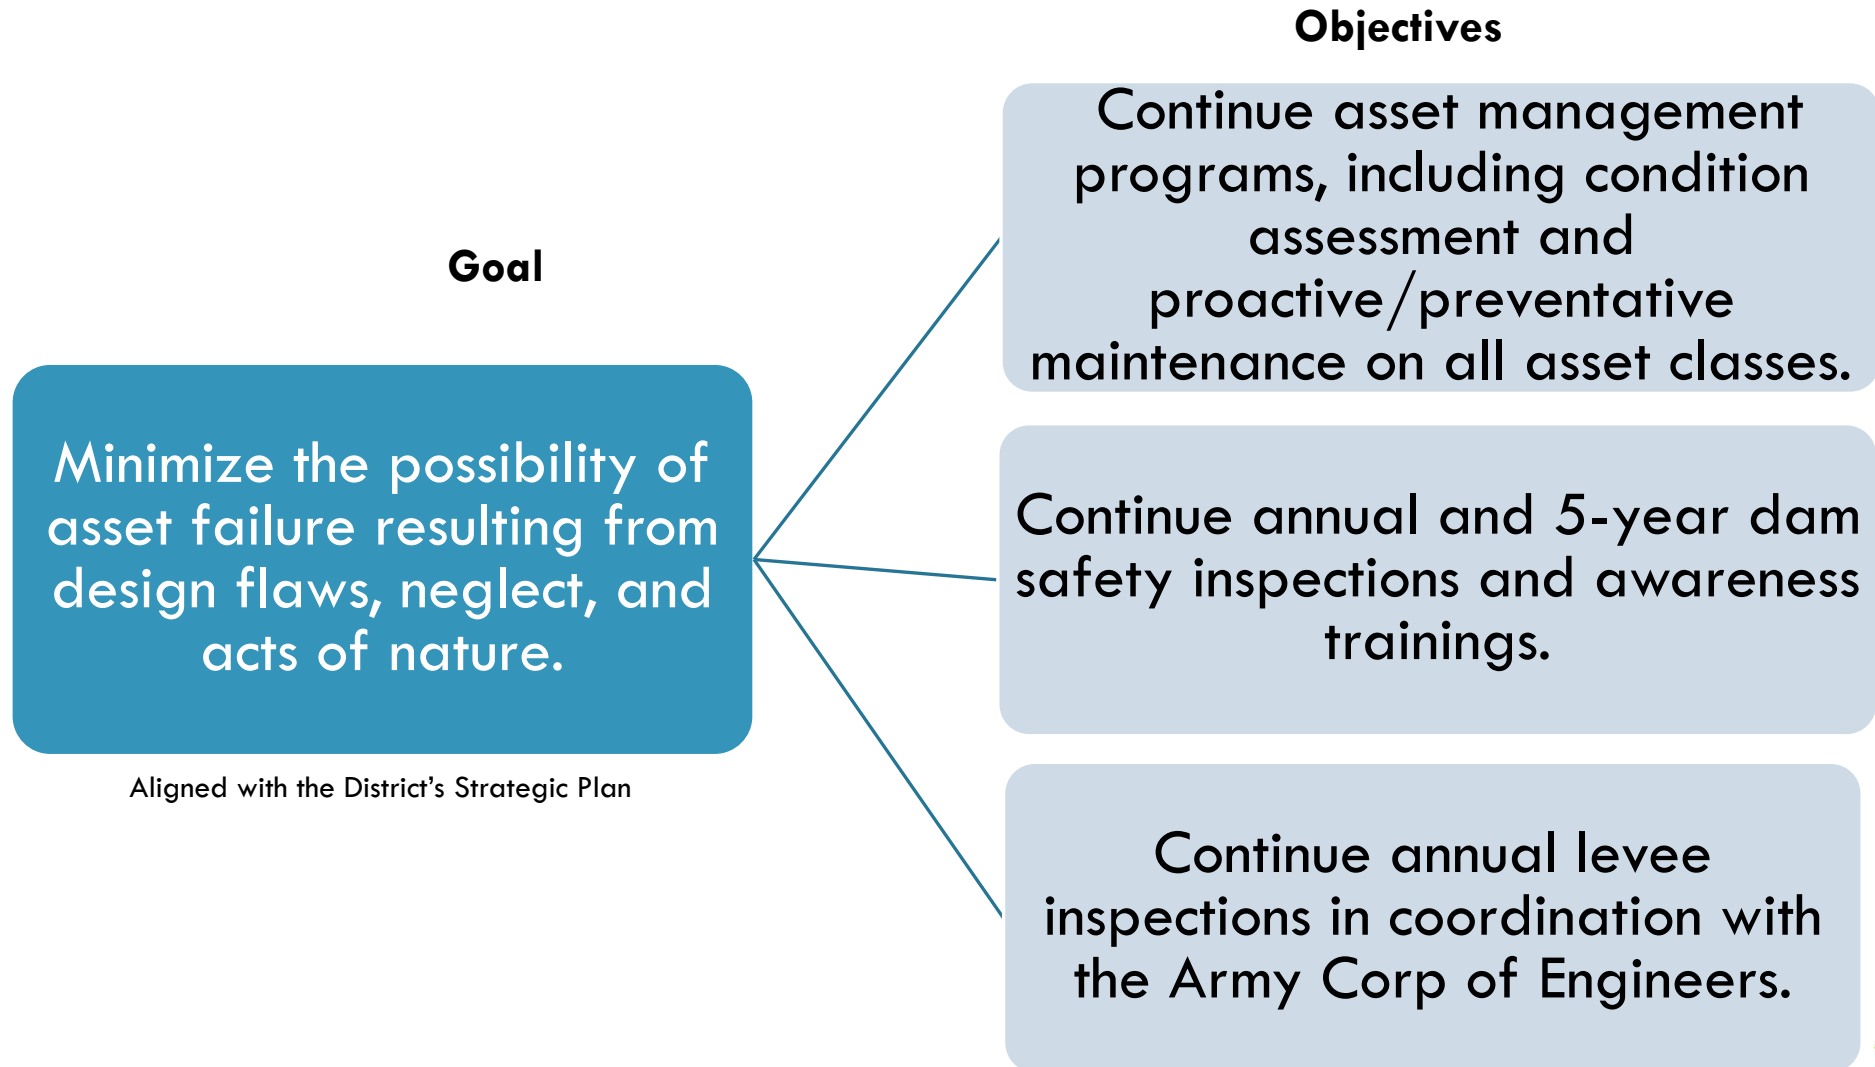 Goal
Minimize the possibility of
asset failure resulting from
design flaws, neglect, and
acts of nature.
Aligned with the District’s Strategic Plan
Objectives
Continue asset management
programs, including condition
assessment and
proactive/preventative
maintenance on all asset classes.
Continue annual and 5-year dam
safety inspections and awareness
trainings.
Continue annual levee
inspections in coordination with
the Army Corp of Engineers.